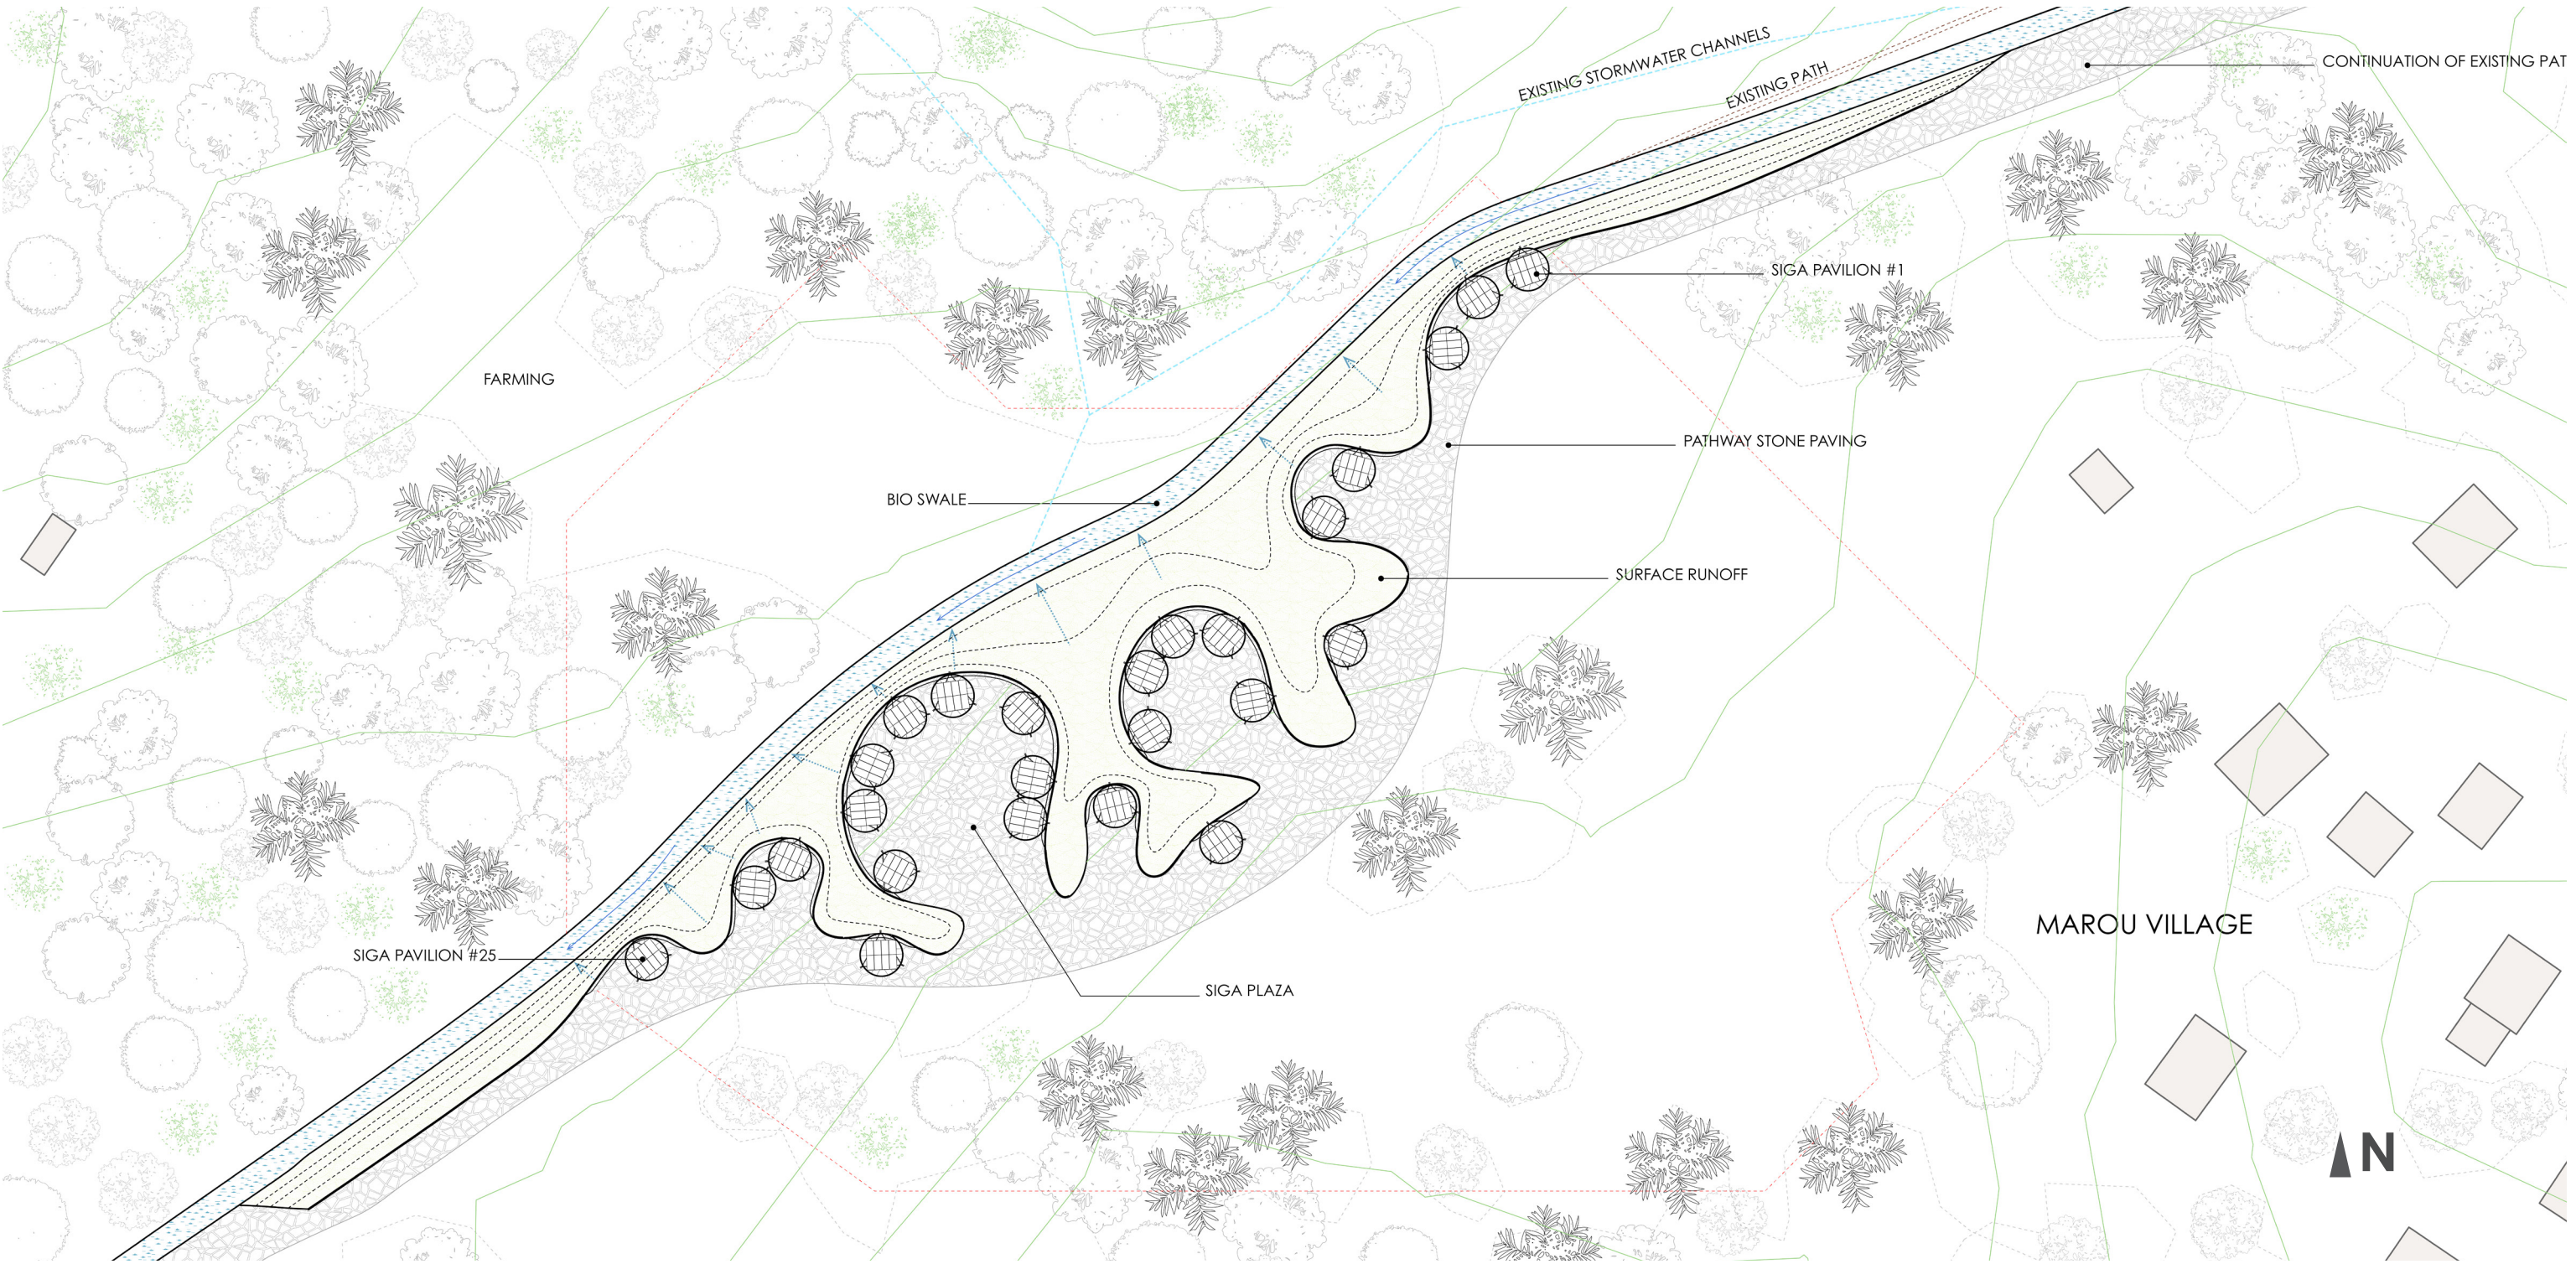 EXISTING STORMWATER CHANNELS
CONTINUATION OF EXISTING PAT
EXISTING PATH
SIGA PAVILION #1
FARMING
PATHWAY STONE PAVING
BIO SWALE
SURFACE RUNOFF
MAROU VILLAGE
SIGA PAVILION #25
SIGA PLAZA
N